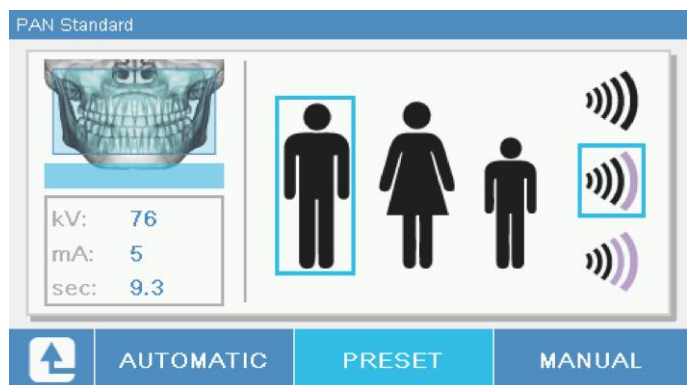 PAN Standard
kV: 76
mA: 5
sec: 9.3
AUTOMATIC PRESET MANUAL